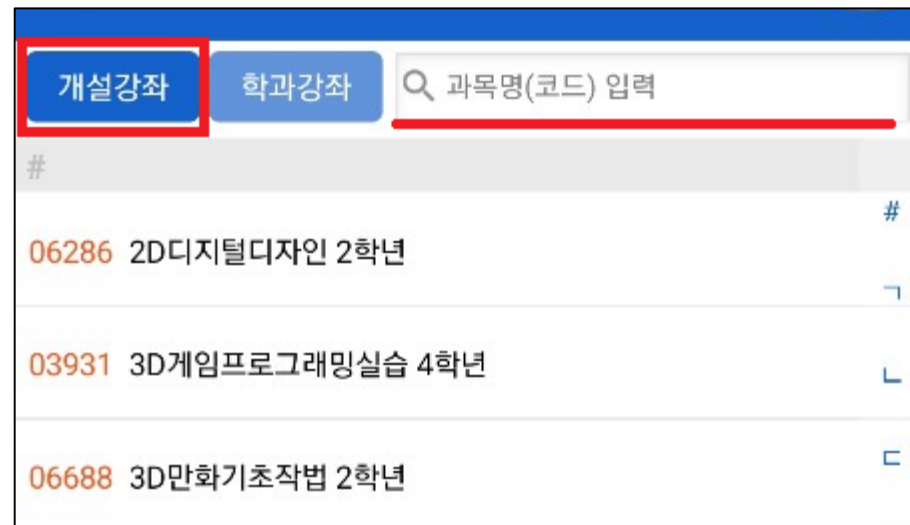 개설강좌 학과강좌 과목명(코드) 입력
#
06286 2D디지털디자인 2학년
03931 3D게임프로그래밍실습 4학년
06688 3D만화기초작법 2학년
#
ㄱ
ㄴ
ㄷ